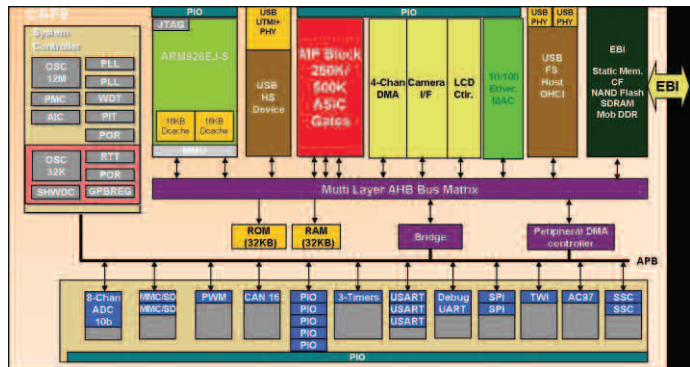 CAP9
System
Controller
OSC
12M
PLL
PLL
PMC
WDT
AIC
PIT
POR
OSC
32K
RTT
POR
SHWDC
GPBREG
PIO
JTAG
ARM926EJ-S
16KB
Dcache
16KB
Dcache
MMU
USB
UTMI+
PHY
USB
HS
Device
MF Block
250K/
500K
ASIC
Gates
PIO
4-Chan
DMA
Camera
I/F
LCD
Ctlr.
10/100
Ether.
MAC
USB
PHY
USB
PHY
USB
FS
Host
OHCI
EBI
Static Mem.
CF
NAND Flash
SDRAM
Mob DDR
EBI
Multi Layer AHB Bus Matrix
ROM
(32KB)
RAM
(32KB)
Bridge
Peripheral DMA
controller
APB
8-Chan
ADC
10b
MMC/SD
MMC/SD
PWM
CAN 16
PIO
PIO
PIO
PIO
3-Timers
USART
USART
USART
Debug
UART
SPI
SPI
TWI
AC97
SSC
SSC
PIO